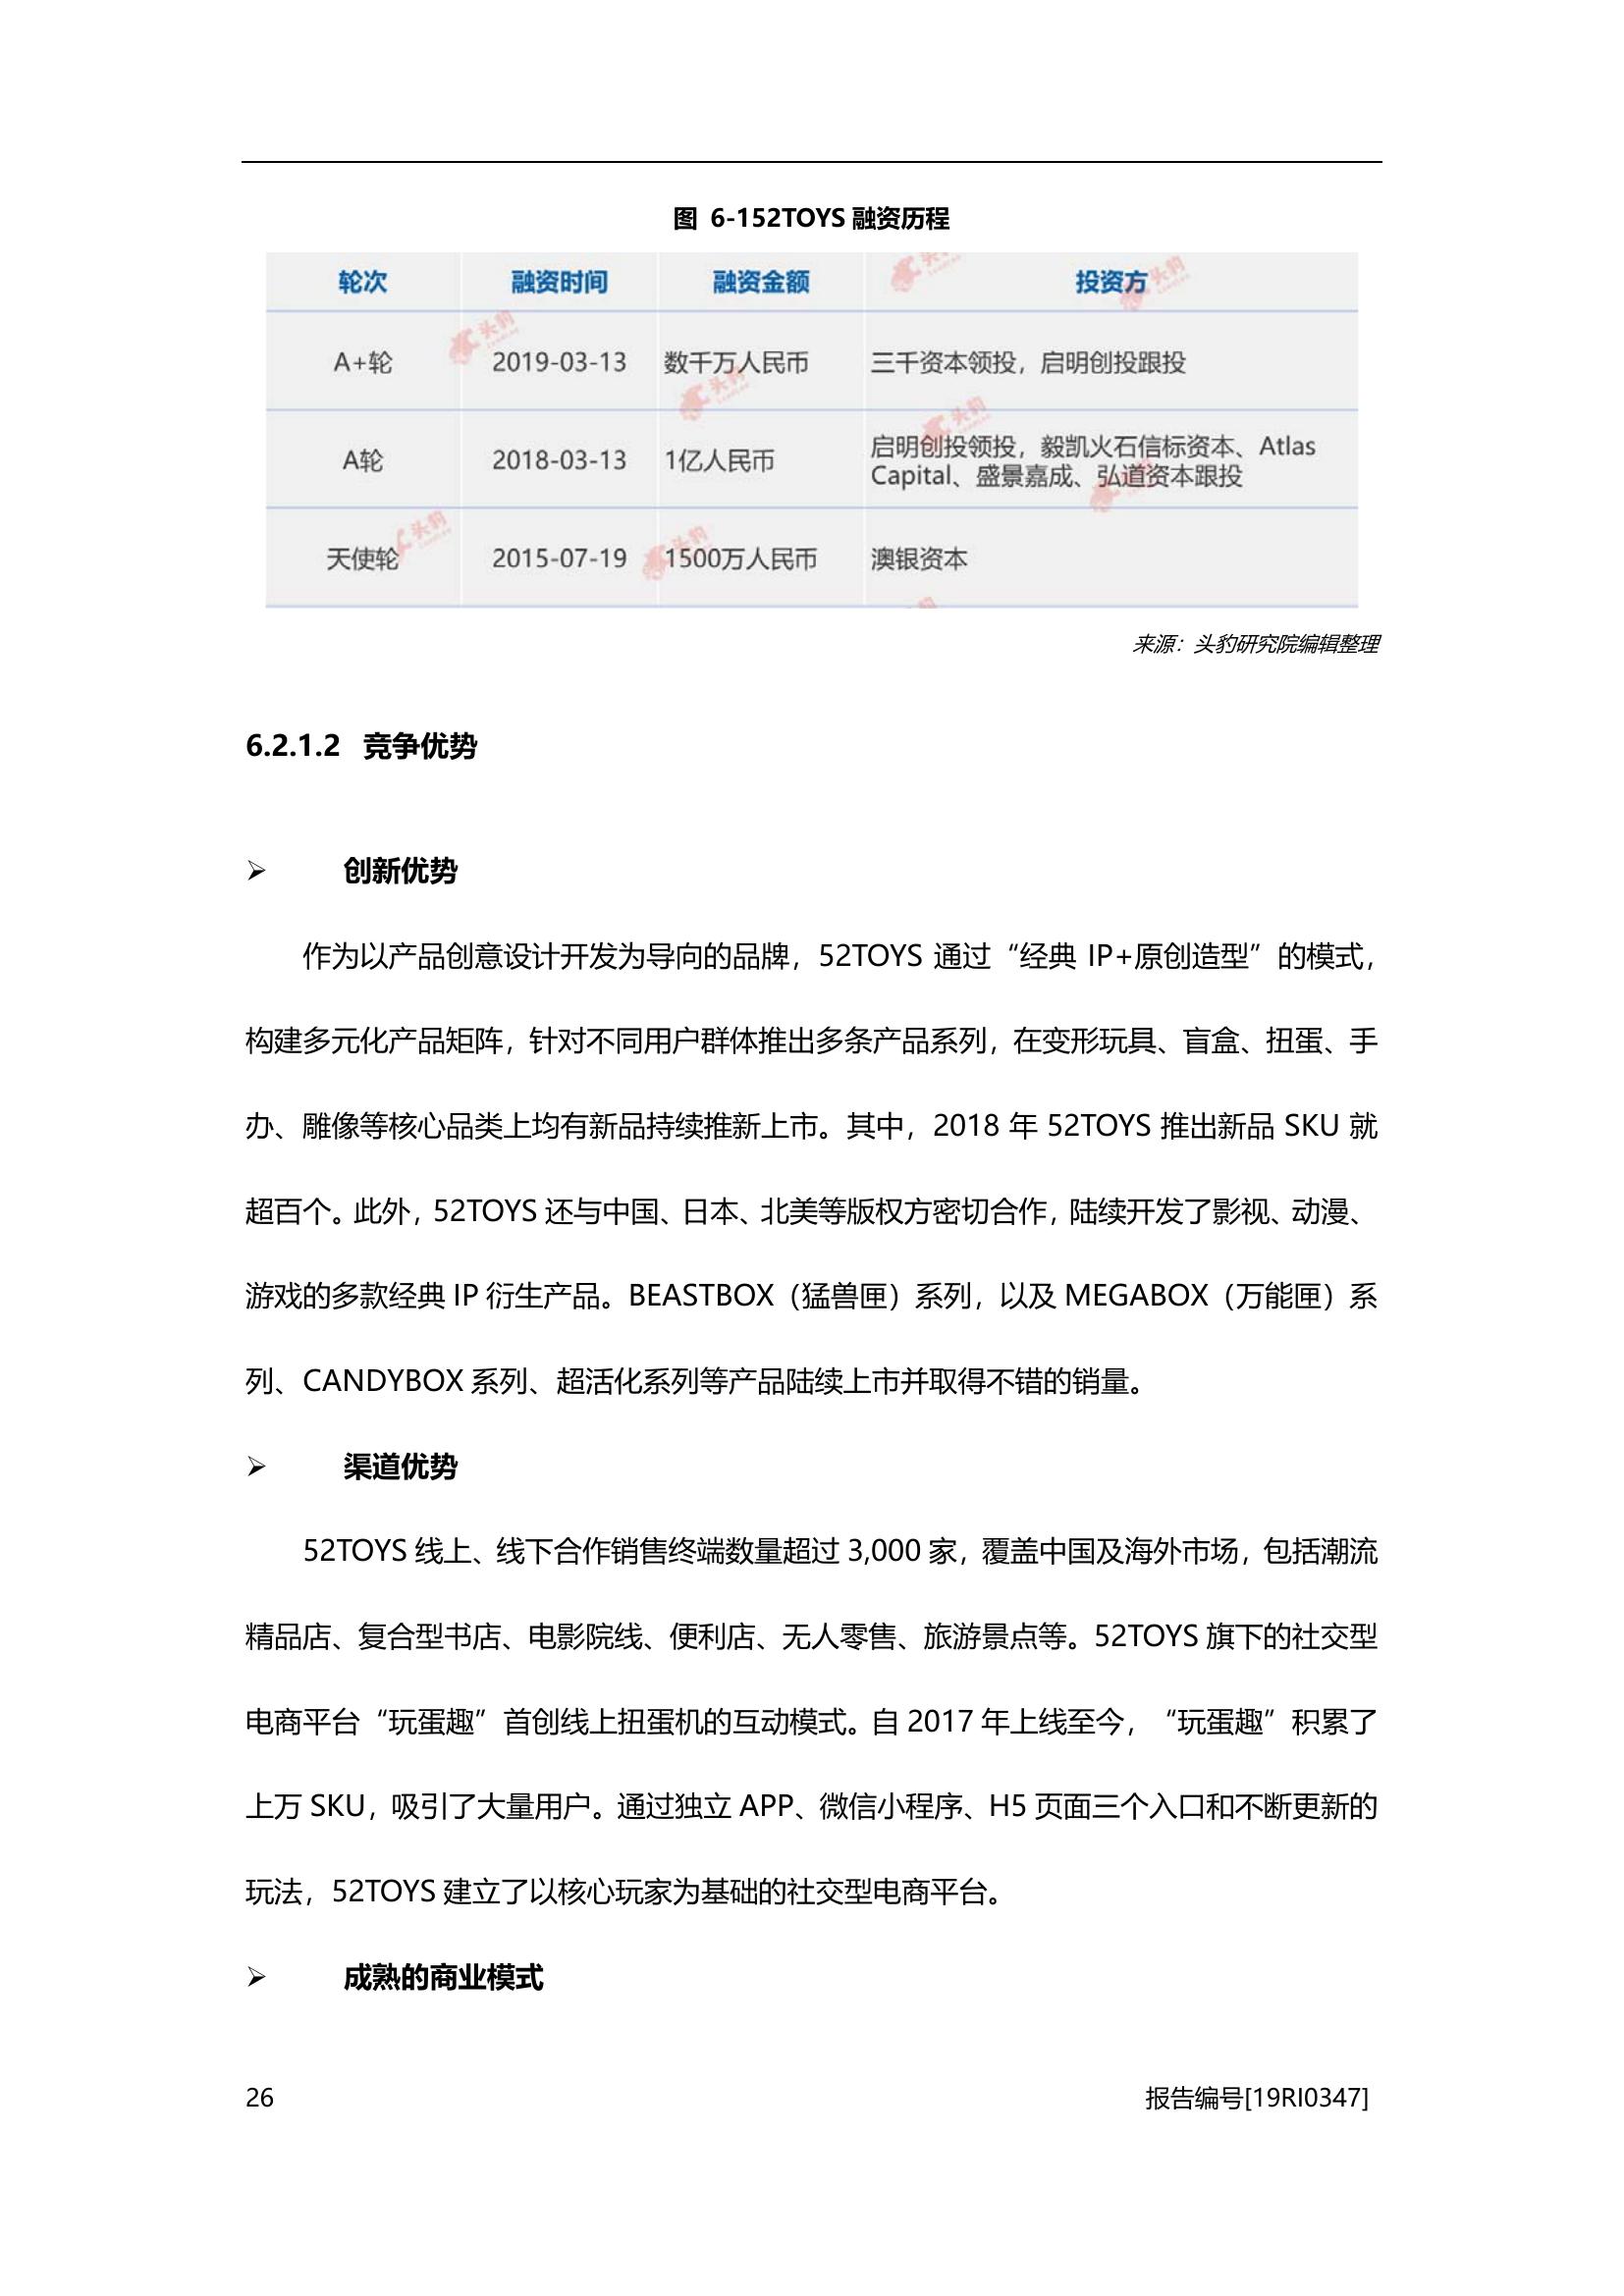 图 6-152TOYS 融资历程
轮次 融资时间 融资金额 投资方
A+轮 2019-03-13 数千万人民币 三千资本领投，启明创投跟投
A轮 2018-03-13 1亿人民币 启明创投领投，毅凯火石信标资本、Atlas
Capital、盛景嘉成、弘道资本跟投
天使轮 2015-07-19 1500万人民币 澳银资本
来源：头豹研究院编辑整理
6.2.1.2 竞争优势
➢ 创新优势
作为以产品创意设计开发为导向的品牌，52TOYS 通过“经典 IP+原创造型”的模式，
构建多元化产品矩阵，针对不同用户群体推出多条产品系列，在变形玩具、盲盒、扭蛋、手
办、雕像等核心品类上均有新品持续推新上市。其中，2018 年 52TOYS 推出新品 SKU 就
超百个。此外，52TOYS 还与中国、日本、北美等版权方密切合作，陆续开发了影视、动漫、
游戏的多款经典 IP 衍生产品。BEASTBOX（猛兽匣）系列，以及 MEGABOX（万能匣）系
列、CANDYBOX 系列、超活化系列等产品陆续上市并取得不错的销量。
➢ 渠道优势
52TOYS 线上、线下合作销售终端数量超过 3,000 家，覆盖中国及海外市场，包括潮流
精品店、复合型书店、电影院线、便利店、无人零售、旅游景点等。52TOYS 旗下的社交型
电商平台“玩蛋趣”首创线上扭蛋机的互动模式。自 2017 年上线至今，“玩蛋趣”积累了
上万 SKU，吸引了大量用户。通过独立 APP、微信小程序、H5 页面三个入口和不断更新的
玩法，52TOYS 建立了以核心玩家为基础的社交型电商平台。
➢ 成熟的商业模式
26 报告编号[19RI0347]